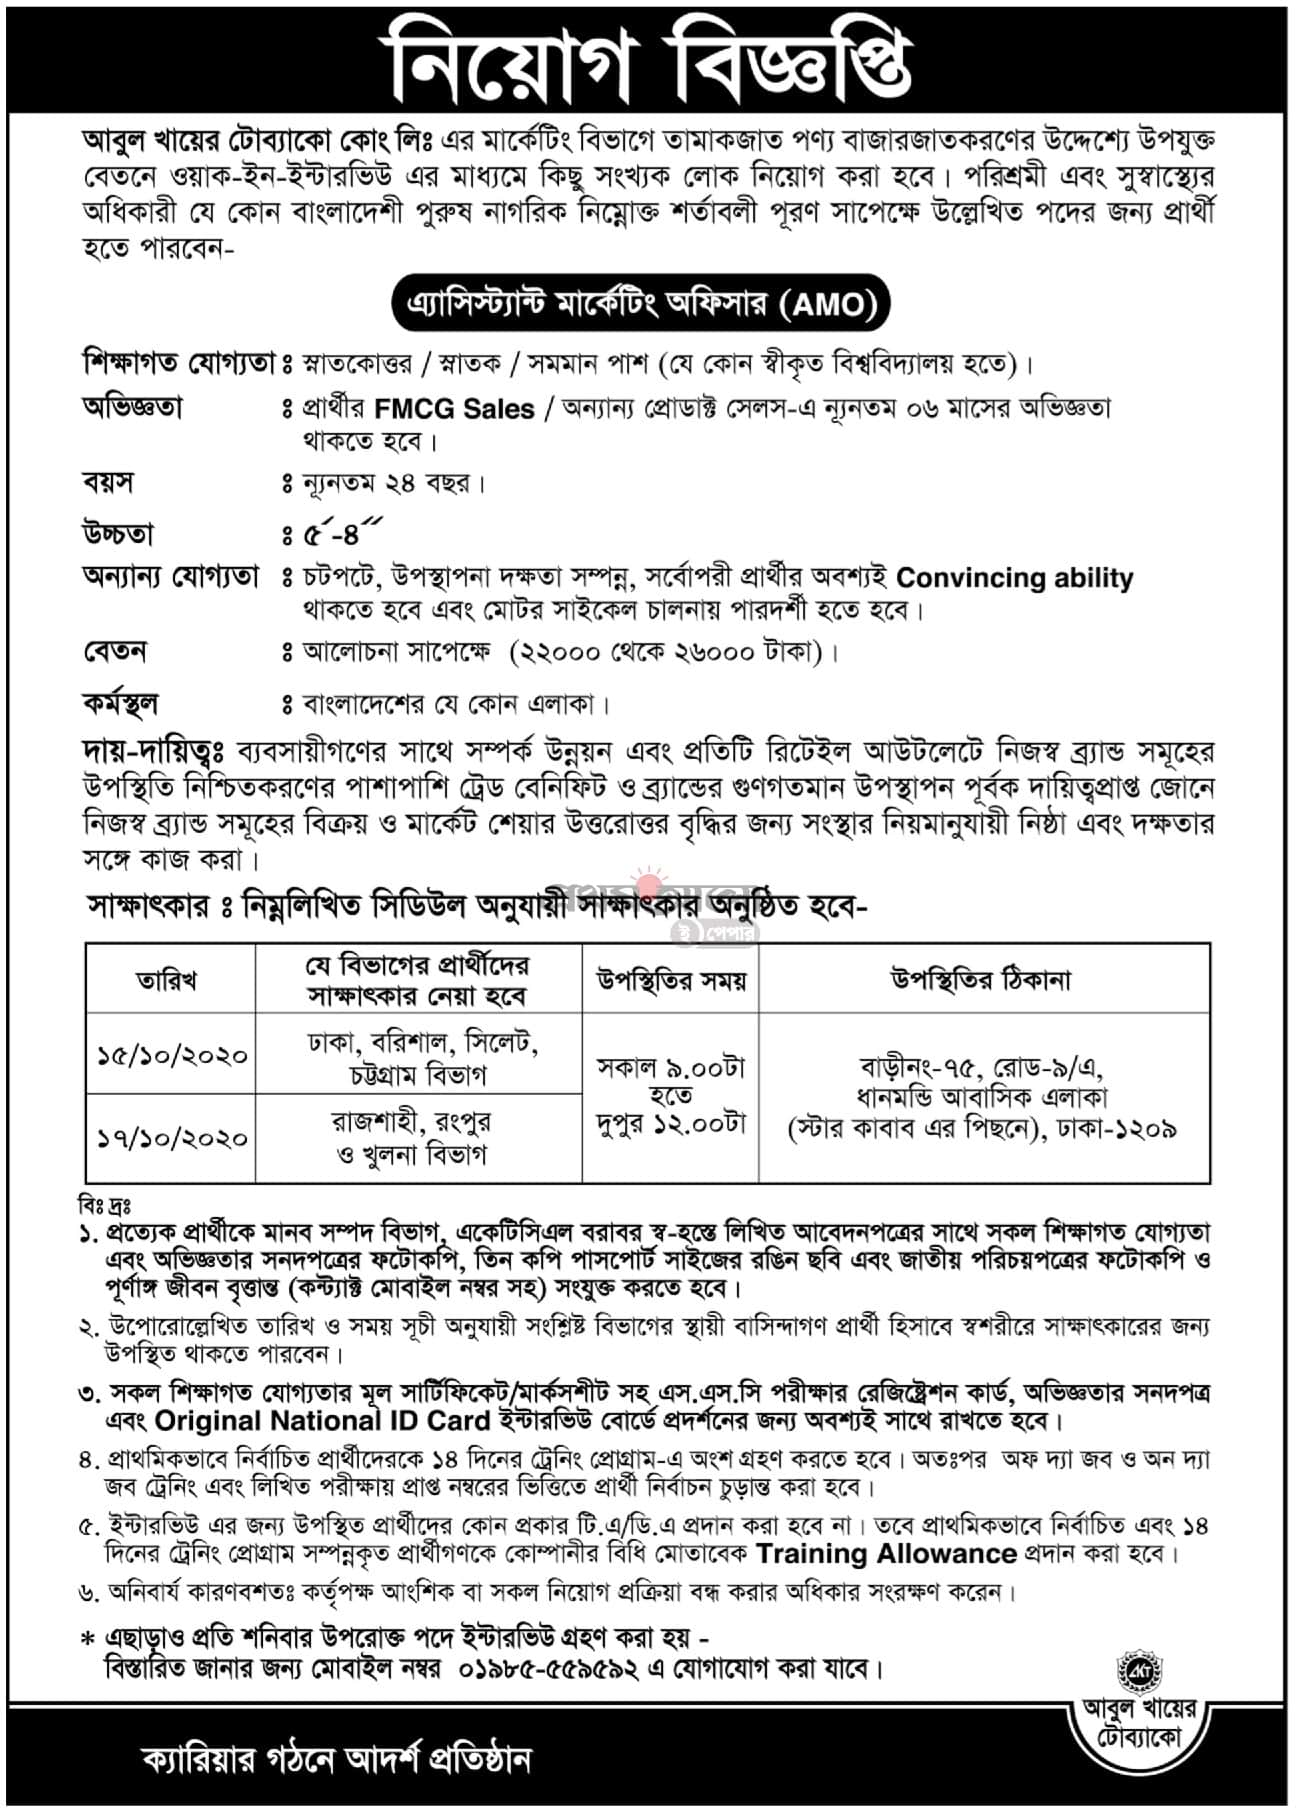 নিয়োগ বিজ্ঞপ্তি
আবুল খায়ের টোব্যাকো কোং লিঃ এর মার্কেটিং বিভাগে তামাকজাত পণ্য বাজারজাতকরণের উদ্দেশ্যে উপযুক্ত
বেতনে ওয়াক-ইন-ইন্টারভিউ এর মাধ্যমে কিছু সংখ্যক লোক নিয়োগ করা হবে। পরিশ্রমী এবং সুস্বাস্থ্যের
অধিকারী যে কোন বাংলাদেশী পুরুষ নাগরিক নিম্নোক্ত শর্তাবলী পূরণ সাপেক্ষে উল্লেখিত পদের জন্য প্রার্থী
হতে পারবেন-
এ্যাসিস্ট্যান্ট মার্কেটিং অফিসার (AMO)
শিক্ষাগত যোগ্যতা ঃ স্নাতকোত্তর / স্নাতক / সমমান পাশ (যে কোন স্বীকৃত বিশ্ববিদ্যালয় হতে)।
অভিজ্ঞতা ঃ প্রার্থীর FMCG Sales / অন্যান্য প্রোডাক্ট সেলস-এ ন্যূনতম ০৬ মাসের অভিজ্ঞতা
থাকতে হবে।
বয়স ঃ ন্যূনতম ২৪ বছর।
উচ্চতা ঃ ৫´-৪´´
অন্যান্য যোগ্যতা ঃ চটপটে, উপস্থাপনা দক্ষতা সম্পন্ন, সর্বোপরী প্রার্থীর অবশ্যই Convincing ability
থাকতে হবে এবং মোটর সাইকেল চালনায় পারদর্শী হতে হবে।
বেতন ঃ আলোচনা সাপেক্ষে (২২০০০ থেকে ২৬০০০ টাকা)।
কর্মস্থল ঃ বাংলাদেশের যে কোন এলাকা।
দায়-দায়িত্বঃ ব্যবসায়ীগণের সাথে সম্পর্ক উন্নয়ন এবং প্রতিটি রিটেইল আউটলেটে নিজস্ব ব্র্যান্ড সমূহের
উপস্থিতি নিশ্চিতকরণের পাশাপাশি ট্রেড বেনিফিট ও ব্র্যান্ডের গুণগতমান উপস্থাপন পূর্বক দায়িত্বপ্রাপ্ত জোনে
নিজস্ব ব্র্যান্ড সমূহের বিক্রয় ও মার্কেট শেয়ার উত্তরোত্তর বৃদ্ধির জন্য সংস্থার নিয়মানুযায়ী নিষ্ঠা এবং দক্ষতার
সঙ্গে কাজ করা।
সাক্ষাৎকার ঃ নিম্নলিখিত সিডিউল অনুযায়ী সাক্ষাৎকার অনুষ্ঠিত হবে-
প্রথম আলো
ই পেপার
তারিখ
যে বিভাগের প্রার্থীদের
সাক্ষাৎকার নেয়া হবে
উপস্থিতির সময়
উপস্থিতির ঠিকানা
১৫/১০/২০২০
ঢাকা, বরিশাল, সিলেট,
চট্টগ্রাম বিভাগ
সকাল ৯.০০টা
হতে
দুপুর ১২.০০টা
বাড়ীনং-৭৫, রোড-৯/এ,
ধানমন্ডি আবাসিক এলাকা
(স্টার কাবাব এর পিছনে), ঢাকা-১২০৯
১৭/১০/২০২০
রাজশাহী, রংপুর
ও খুলনা বিভাগ
বিঃ দ্রঃ
১. প্রত্যেক প্রার্থীকে মানব সম্পদ বিভাগ, একেটিসিএল বরাবর স্ব-হস্তে লিখিত আবেদনপত্রের সাথে সকল শিক্ষাগত যোগ্যতা
এবং অভিজ্ঞতার সনদপত্রের ফটোকপি, তিন কপি পাসপোর্ট সাইজের রঙিন ছবি এবং জাতীয় পরিচয়পত্রের ফটোকপি ও
পূর্ণাঙ্গ জীবন বৃত্তান্ত (কন্ট্যাক্ট মোবাইল নম্বর সহ) সংযুক্ত করতে হবে।
২. উপোরোল্লেখিত তারিখ ও সময় সূচী অনুযায়ী সংশ্লিষ্ট বিভাগের স্থায়ী বাসিন্দাগণ প্রার্থী হিসাবে স্বশরীরে সাক্ষাৎকারের জন্য
উপস্থিত থাকতে পারবেন।
৩. সকল শিক্ষাগত যোগ্যতার মূল সার্টিফিকেট/মার্কসশীট সহ এস.এস.সি পরীক্ষার রেজিষ্ট্রেশন কার্ড, অভিজ্ঞতার সনদপত্র
এবং Original National ID Card ইন্টারভিউ বোর্ডে প্রদর্শনের জন্য অবশ্যই সাথে রাখতে হবে।
৪. প্রাথমিকভাবে নির্বাচিত প্রার্থীদেরকে ১৪ দিনের ট্রেনিং প্রোগ্রাম-এ অংশ গ্রহণ করতে হবে। অতঃপর অফ দ্যা জব ও অন দ্যা
জব ট্রেনিং এবং লিখিত পরীক্ষায় প্রাপ্ত নম্বরের ভিত্তিতে প্রার্থী নির্বাচন চুড়ান্ত করা হবে।
৫. ইন্টারভিউ এর জন্য উপস্থিত প্রার্থীদের কোন প্রকার টি.এ/ডি.এ প্রদান করা হবে না। তবে প্রাথমিকভাবে নির্বাচিত এবং ১৪
দিনের ট্রেনিং প্রোগ্রাম সম্পন্নকৃত প্রার্থীগণকে কোম্পানীর বিধি মোতাবেক Training Allowance প্রদান করা হবে।
৬. অনিবার্য কারণবশতঃ কর্তৃপক্ষ আংশিক বা সকল নিয়োগ প্রক্রিয়া বন্ধ করার অধিকার সংরক্ষণ করেন।
* এছাড়াও প্রতি শনিবার উপরোক্ত পদে ইন্টারভিউ গ্রহণ করা হয় -
বিস্তারিত জানার জন্য মোবাইল নম্বর ০১৯৮৫-৫৫৯৫৯২ এ যোগাযোগ করা যাবে।
AKT
আবুল খায়ের
টোব্যাকো
ক্যারিয়ার গঠনে আদর্শ প্রতিষ্ঠান